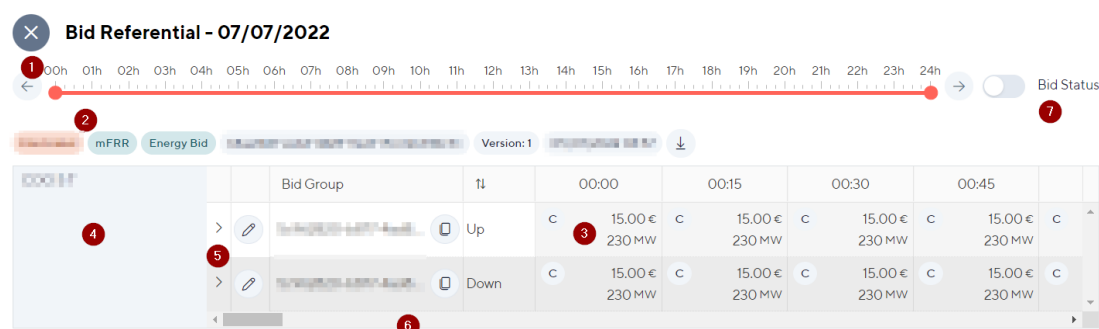 Bid Referential - 07/07/2022
1 00h 01h 02h 03h 04h 05h 06h 07h 08h 09h 10h 11h 12h 13h 14h 15h 16h 17h 18h 19h 20h 21h 22h 23h 24h
Bid Status
2 7
mFRR Energy Bid Version: 1
Bid Group 00:00 00:15 00:30 00:45
Up C 15.00 € C 15.00 € C 15.00 € C 15.00 € C
4 3 230 MW 230 MW 230 MW 230 MW
5
Down C 15.00 € C 15.00 € C 15.00 € C 15.00 € C
230 MW 230 MW 230 MW 230 MW
6